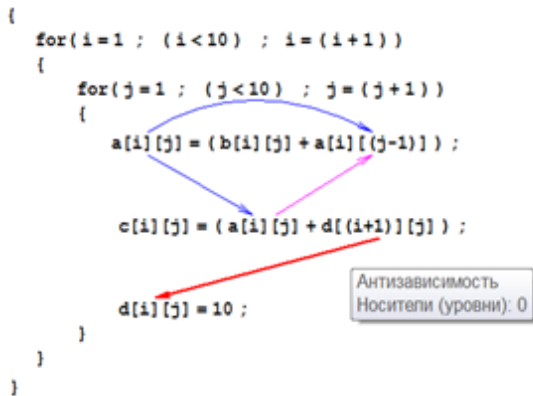 {
for(i=1 ; (i<10) ; i=(i+1))
{
for(j=1 ; (j<10) ; j=(j+1))
{
a[i][j]=(b[i][j]+a[i][(j-1)]) ;
c[i][j]=(a[i][j]+d[(i+1)][j]) ;
d[i][j]=10 ;
Антизависимость
Носители (уровни): 0
}
}
}